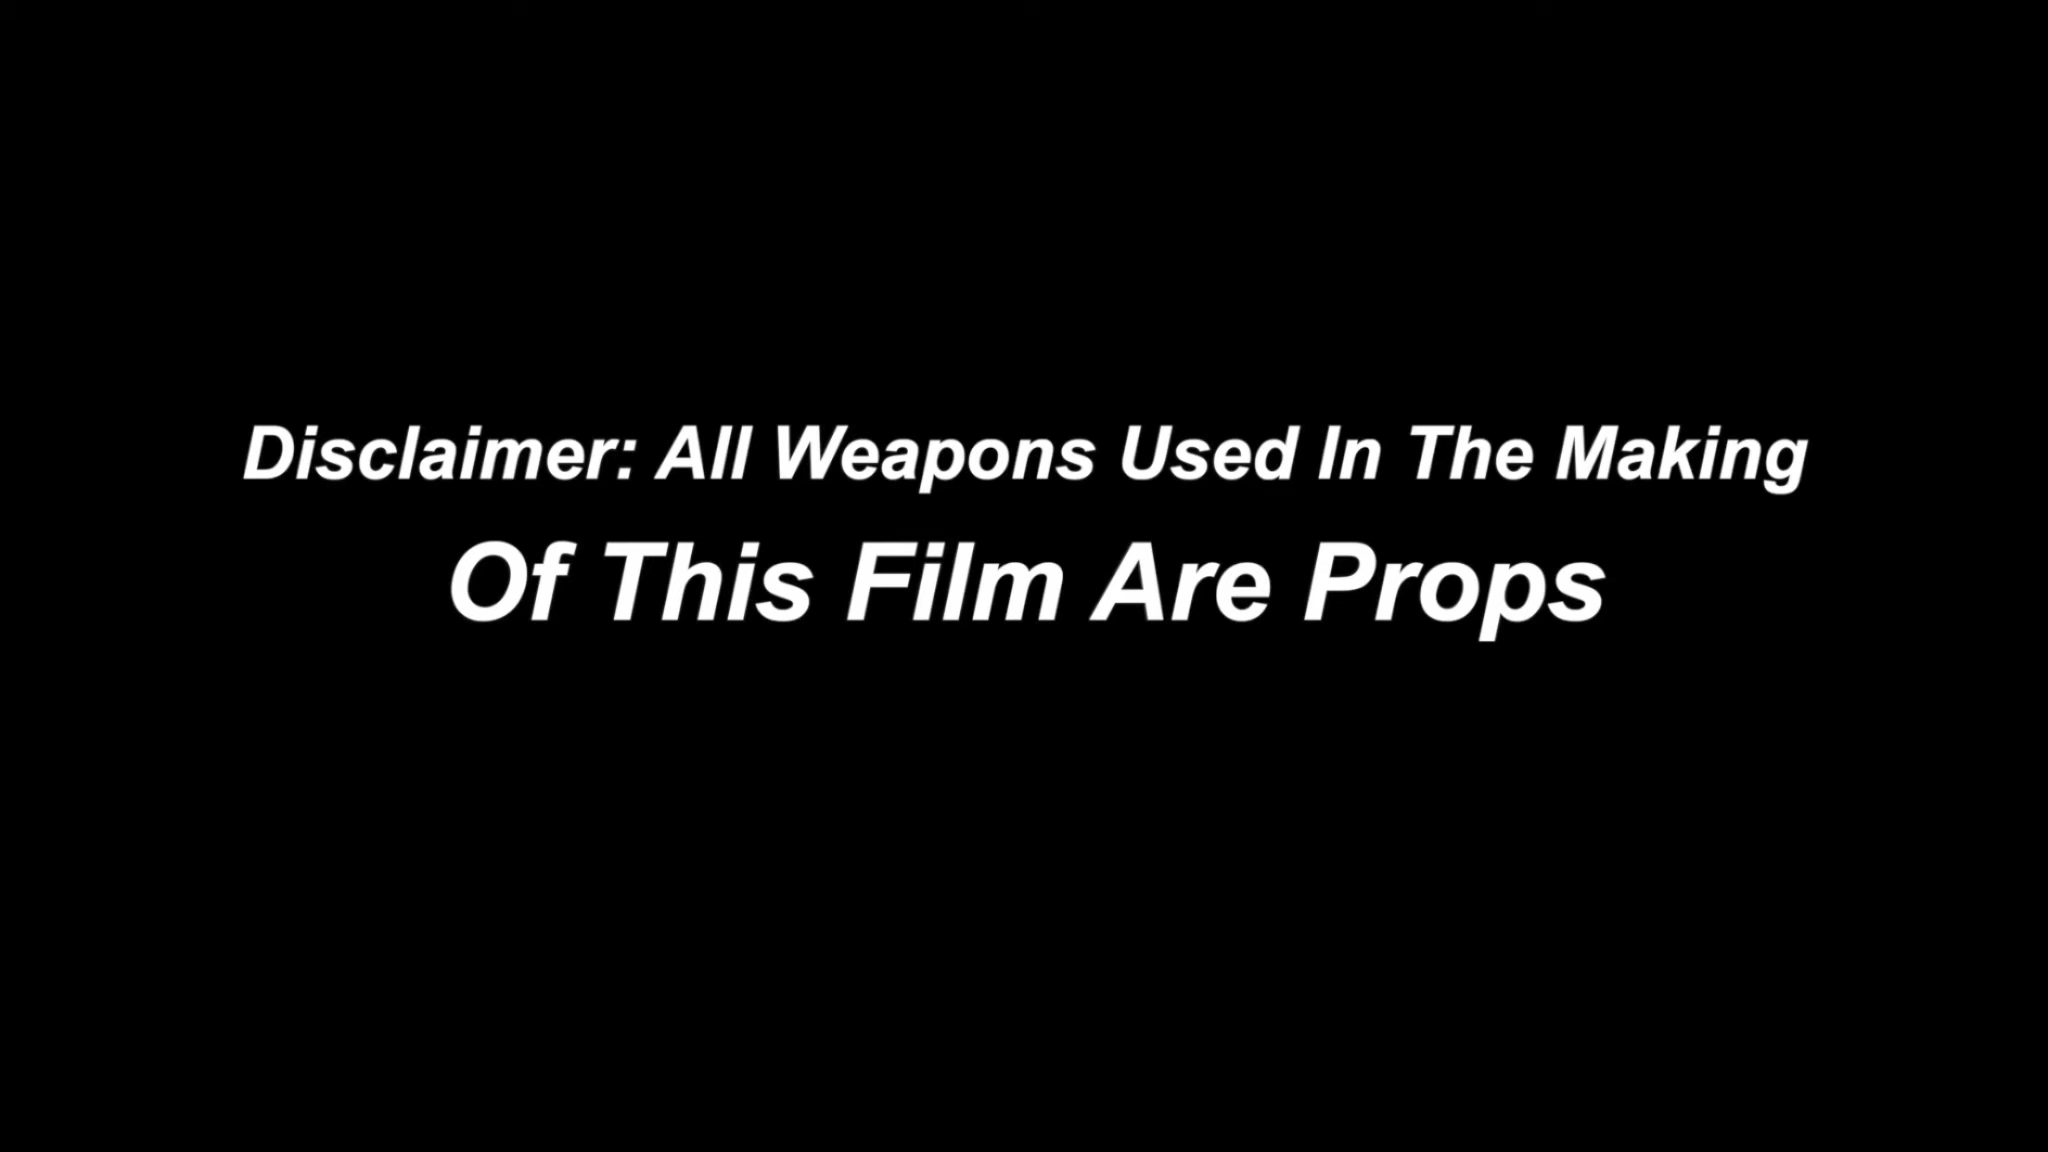 Disclaimer: All Weapons Used In The Making
Of This Film Are Props